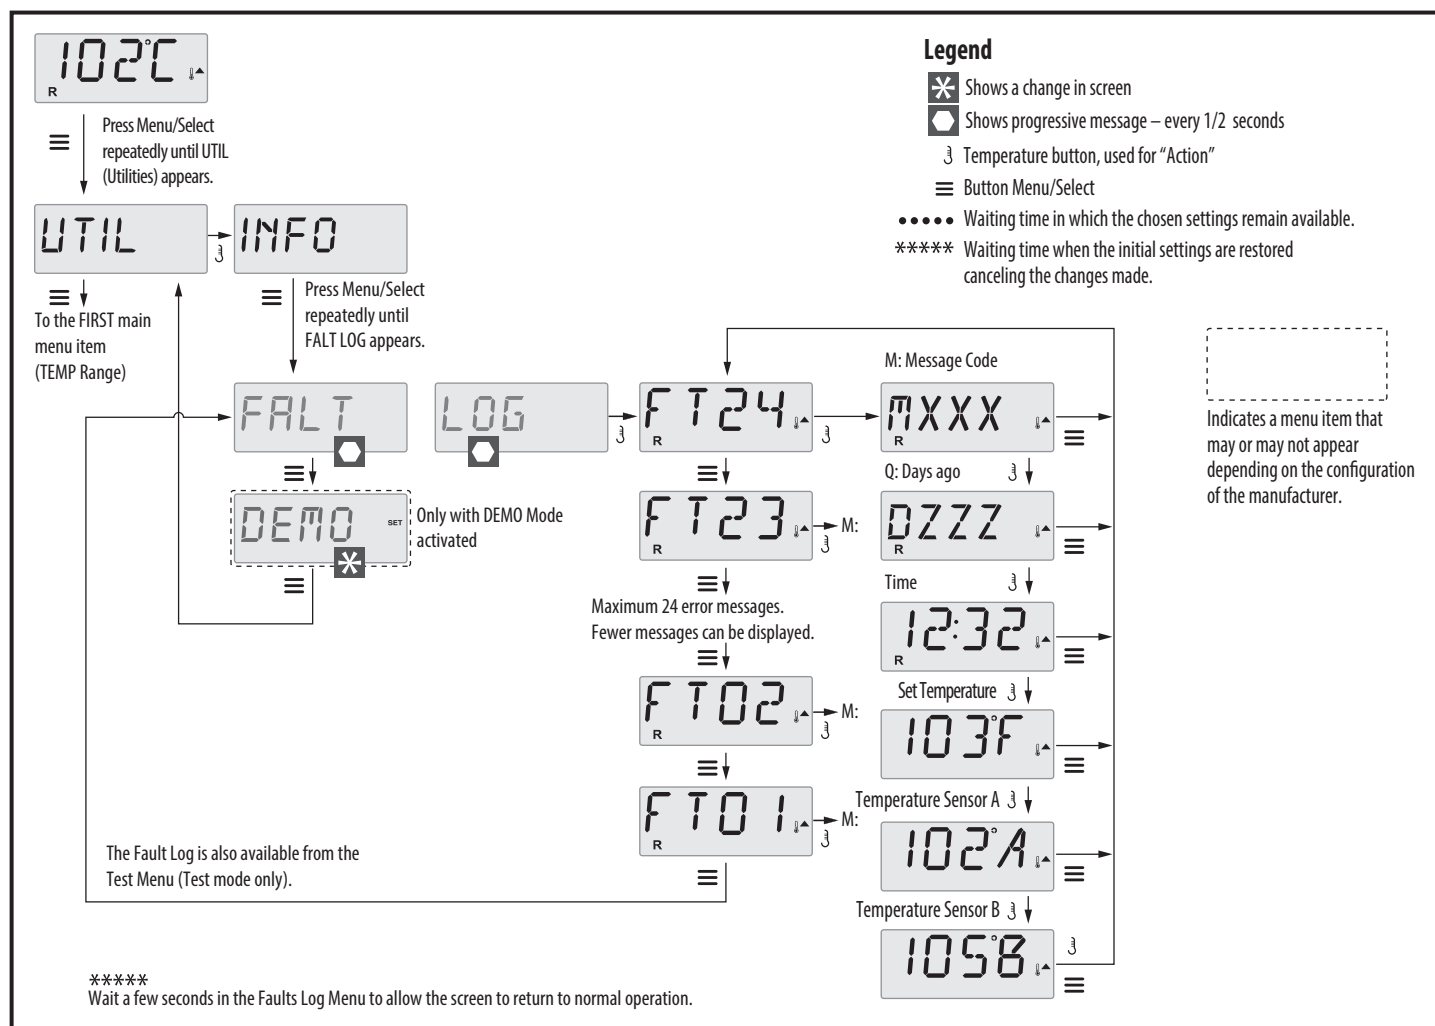 102°C
R
Press Menu/Select
repeatedly until UTIL
(Utilities) appears.
UTIL
INFO
To the FIRST main
menu item
(TEMP Range)
Press Menu/Select
repeatedly until
FALT LOG appears.
FALT
LOG
DEMO
SET
Only with DEMO Mode
activated
FT24
R
FT23
R
M:
Maximum 24 error messages.
Fewer messages can be displayed.
FT02
R
M:
FT01
R
M:
M: Message Code
MXXX
R
Q: Days ago
DZZZ
R
Time
12:32
R
Set Temperature
103°F
Temperature Sensor A
102°A
Temperature Sensor B
105°B
Legend
Shows a change in screen
Shows progressive message – every 1/2 seconds
Temperature button, used for “Action”
Button Menu/Select
••••• Waiting time in which the chosen settings remain available.
***** Waiting time when the initial settings are restored
canceling the changes made.
Indicates a menu item that
may or may not appear
depending on the configuration
of the manufacturer.
The Fault Log is also available from the
Test Menu (Test mode only).
*****
Wait a few seconds in the Faults Log Menu to allow the screen to return to normal operation.